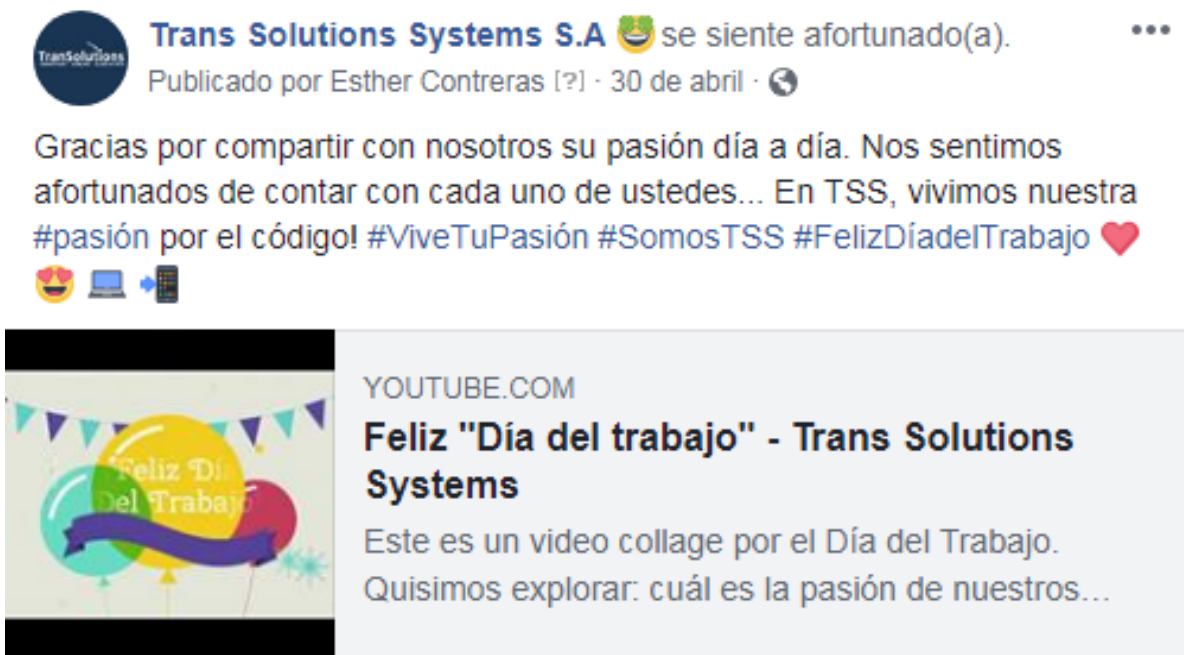 TranSolutions
Trans Solutions Systems S.A 🤑 se siente afortunado(a).
Publicado por Esther Contreras [?] · 30 de abril ·
Gracias por compartir con nosotros su pasión día a día. Nos sentimos
afortunados de contar con cada uno de ustedes... En TSS, vivimos nuestra
#pasión por el código! #ViveTuPasión #SomosTSS #FelizDíadelTrabajo ❤️
😍 💻 📲
Feliz Dí
Del Trabajo
YOUTUBE.COM
Feliz "Día del trabajo" - Trans Solutions
Systems
Este es un video collage por el Día del Trabajo.
Quisimos explorar: cuál es la pasión de nuestros...